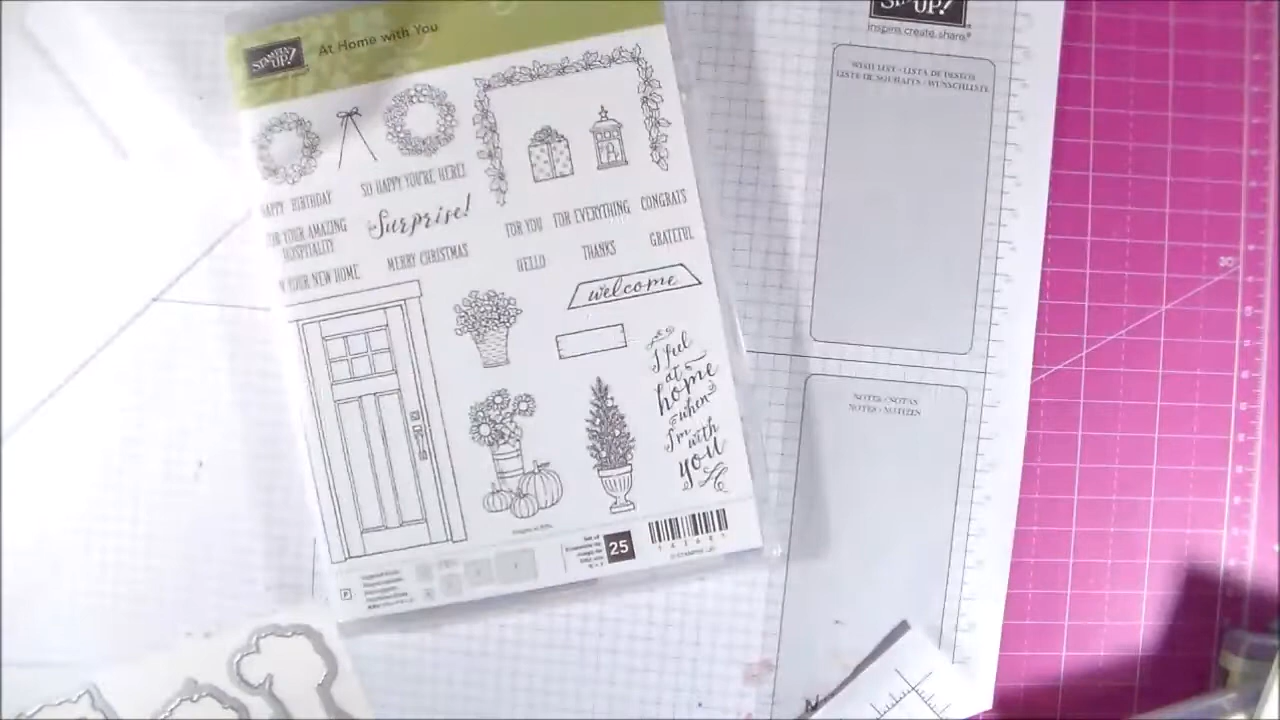 STAMPIN' UP!
At Home with You
HAPPY BIRTHDAY
SO HAPPY YOU'RE HERE!
FOR YOUR AMAZING
HOSPITALITY
Surprise!
FOR YOU
FOR EVERYTHING
CONGRATS
YOUR NEW HOME
MERRY CHRISTMAS
HELLO
THANKS
GRATEFUL
welcome
I feel
at
home
when
I'm with
you
25
© STAMPIN' UP!
UP!
inspire. create. share.®
WISH LIST • LISTA DE DESEOS
LISTE DE SOUHAITS • WUNSCHLISTE
NOTES • NOTAS
NOTES • NOTIZEN
30°